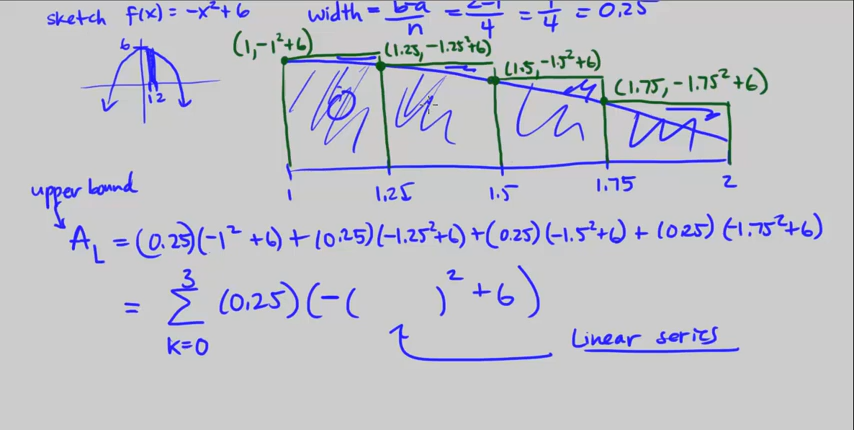 sketch f(x) = -x² + 6 width = b-a/n = 2-1/4 = 1/4 = 0.25
6
1 2
(1, -1² + 6) (1.25, -1.25² + 6) (1.5, -1.5² + 6) (1.75, -1.75² + 6)
1 1.25 1.5 1.75 2
upper bound
A_L = (0.25)(-1² + 6) + (0.25)(-1.25² + 6) + (0.25)(-1.5² + 6) + (0.25)(-1.75² + 6)
= 3 Σ k=0 (0.25)(-( )² + 6)
Linear series